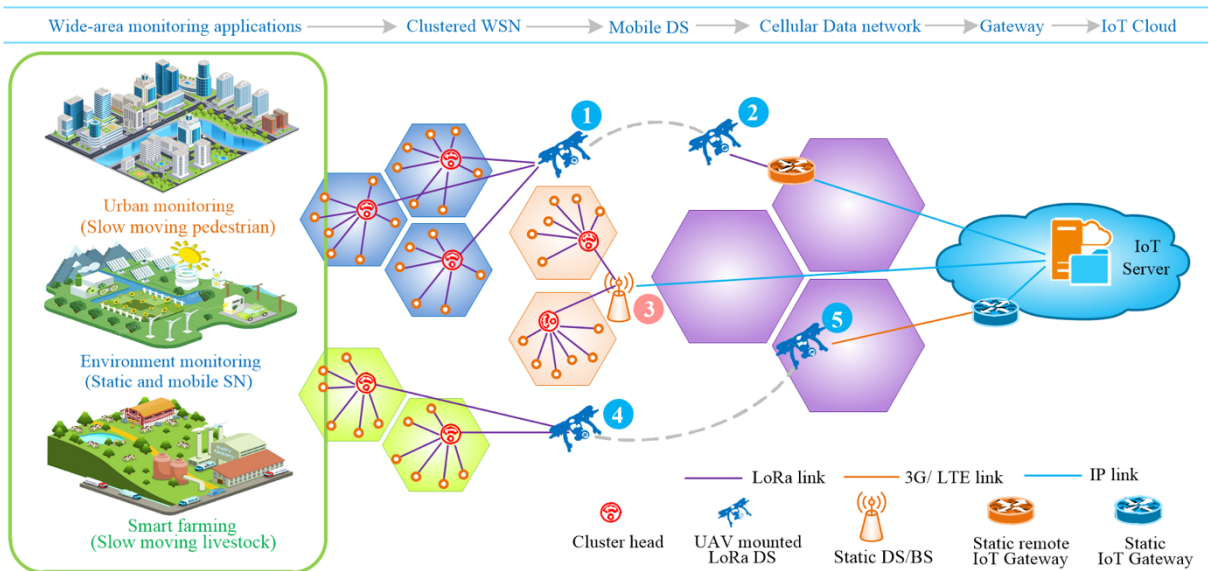 Wide-area monitoring applications
Clustered WSN
Mobile DS
Cellular Data network
Gateway
IoT Cloud
Urban monitoring
(Slow moving pedestrian)
Environment monitoring
(Static and mobile SN)
Smart farming
(Slow moving livestock)
1
2
3
4
5
IoT
Server
LoRa link
3G/ LTE link
IP link
Cluster head
UAV mounted
LoRa DS
Static DS/BS
Static remote
IoT Gateway
Static
IoT Gateway